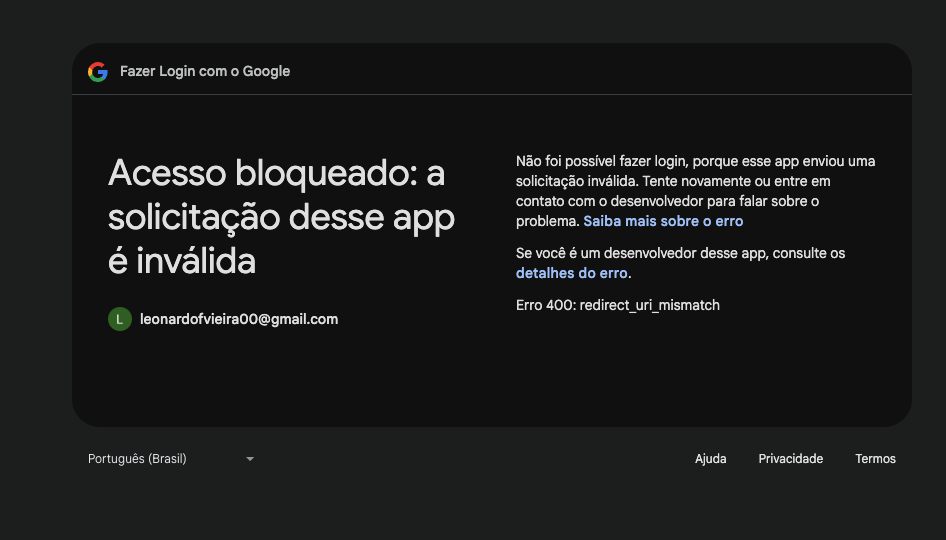 Fazer Login com o Google
Acesso bloqueado: a
solicitação desse app
é inválida
L leonardofvieira00@gmail.com
Não foi possível fazer login, porque esse app enviou uma
solicitação inválida. Tente novamente ou entre em
contato com o desenvolvedor para falar sobre o
problema. Saiba mais sobre o erro
Se você é um desenvolvedor desse app, consulte os
detalhes do erro.
Erro 400: redirect_uri_mismatch
Português (Brasil)
Ajuda Privacidade Termos